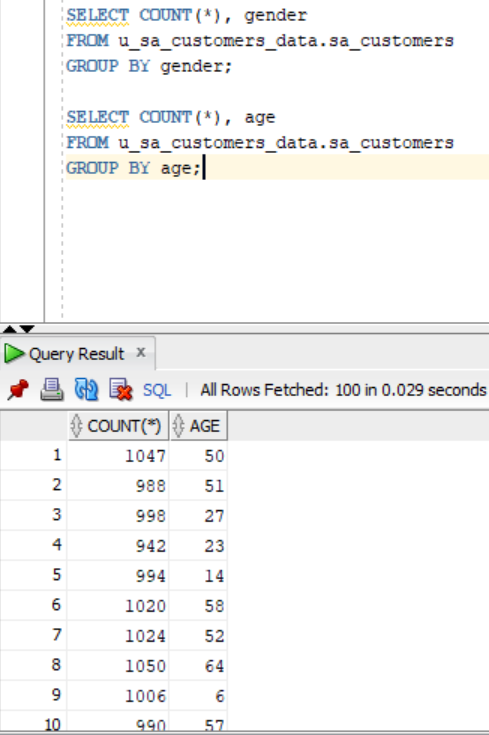 SELECT COUNT(*), gender
FROM u_sa_customers_data.sa_customers
GROUP BY gender;
SELECT COUNT(*), age
FROM u_sa_customers_data.sa_customers
GROUP BY age;
Query Result x
SQL | All Rows Fetched: 100 in 0.029 seconds
COUNT(*) AGE
1 1047 50
2 988 51
3 998 27
4 942 23
5 994 14
6 1020 58
7 1024 52
8 1050 64
9 1006 6
10 990 57